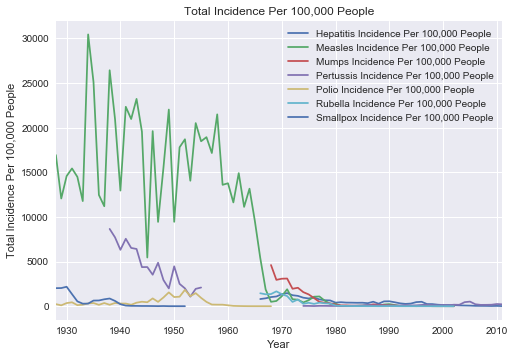 Total Incidence Per 100,000 People
Hepatitis Incidence Per 100,000 People
Measles Incidence Per 100,000 People
Mumps Incidence Per 100,000 People
Pertussis Incidence Per 100,000 People
Polio Incidence Per 100,000 People
Rubella Incidence Per 100,000 People
Smallpox Incidence Per 100,000 People
Total Incidence Per 100,000 People
30000
25000
20000
15000
10000
5000
0
1930 1940 1950 1960 1970 1980 1990 2000 2010
Year